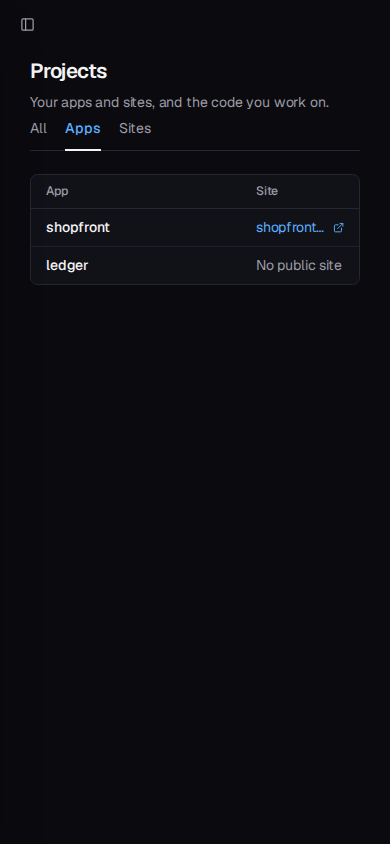 Projects
Your apps and sites, and the code you work on.
All Apps Sites
App Site
shopfront shopfront...
ledger No public site